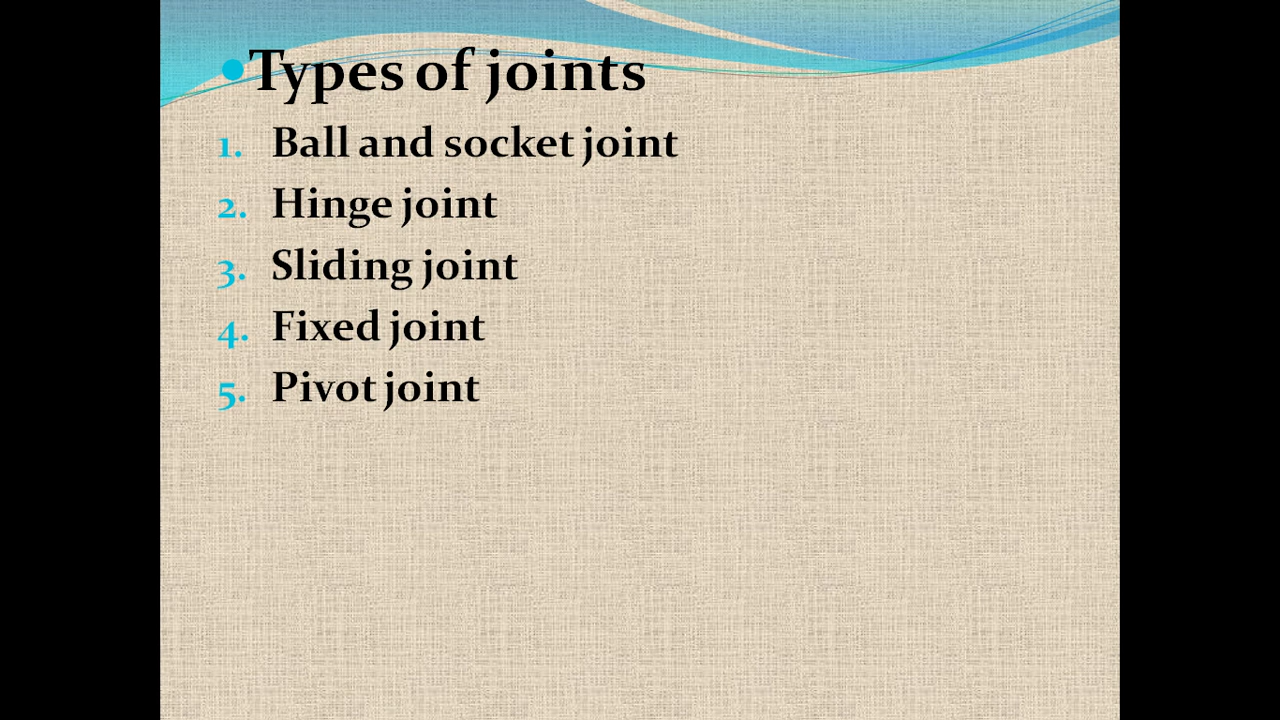 •Types of joints
1. Ball and socket joint
2. Hinge joint
3. Sliding joint
4. Fixed joint
5. Pivot joint